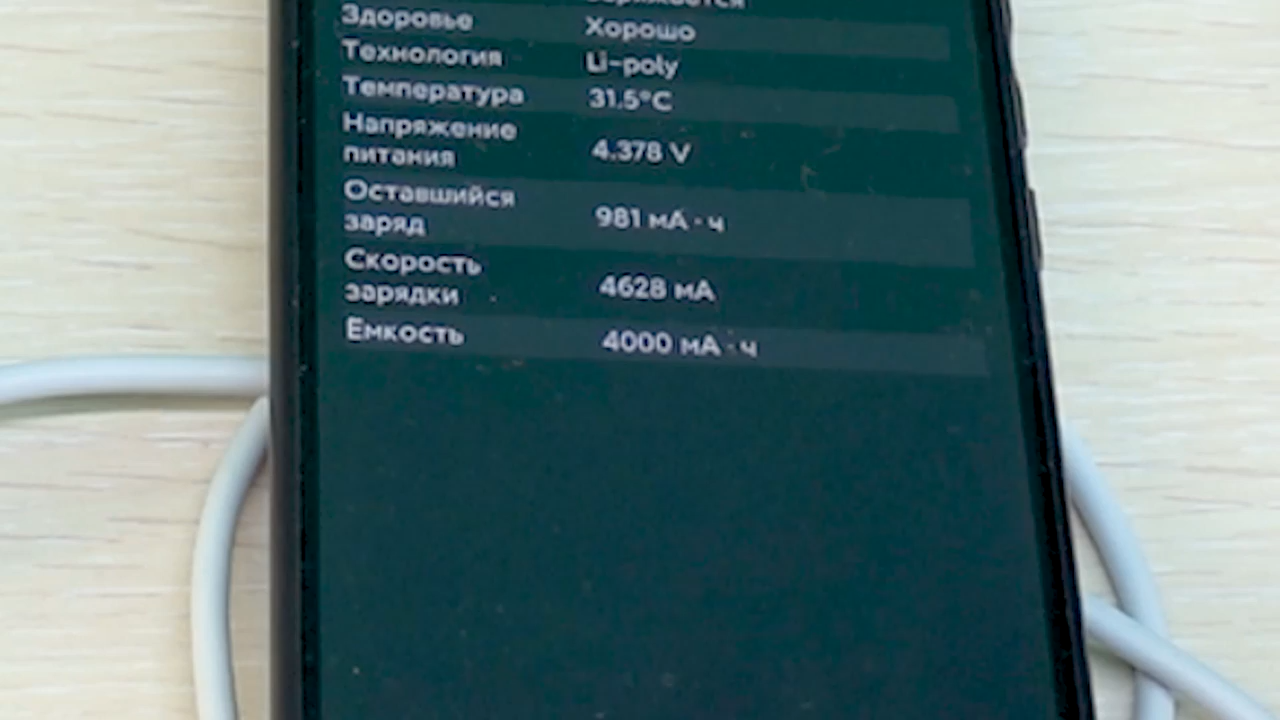 Здоровье Хорошо
Технология Li-poly
Температура 31.5°C
Напряжение
питания 4.378 V
Оставшийся
заряд 981 мА · ч
Скорость
зарядки 4628 мА
Емкость 4000 мА · ч